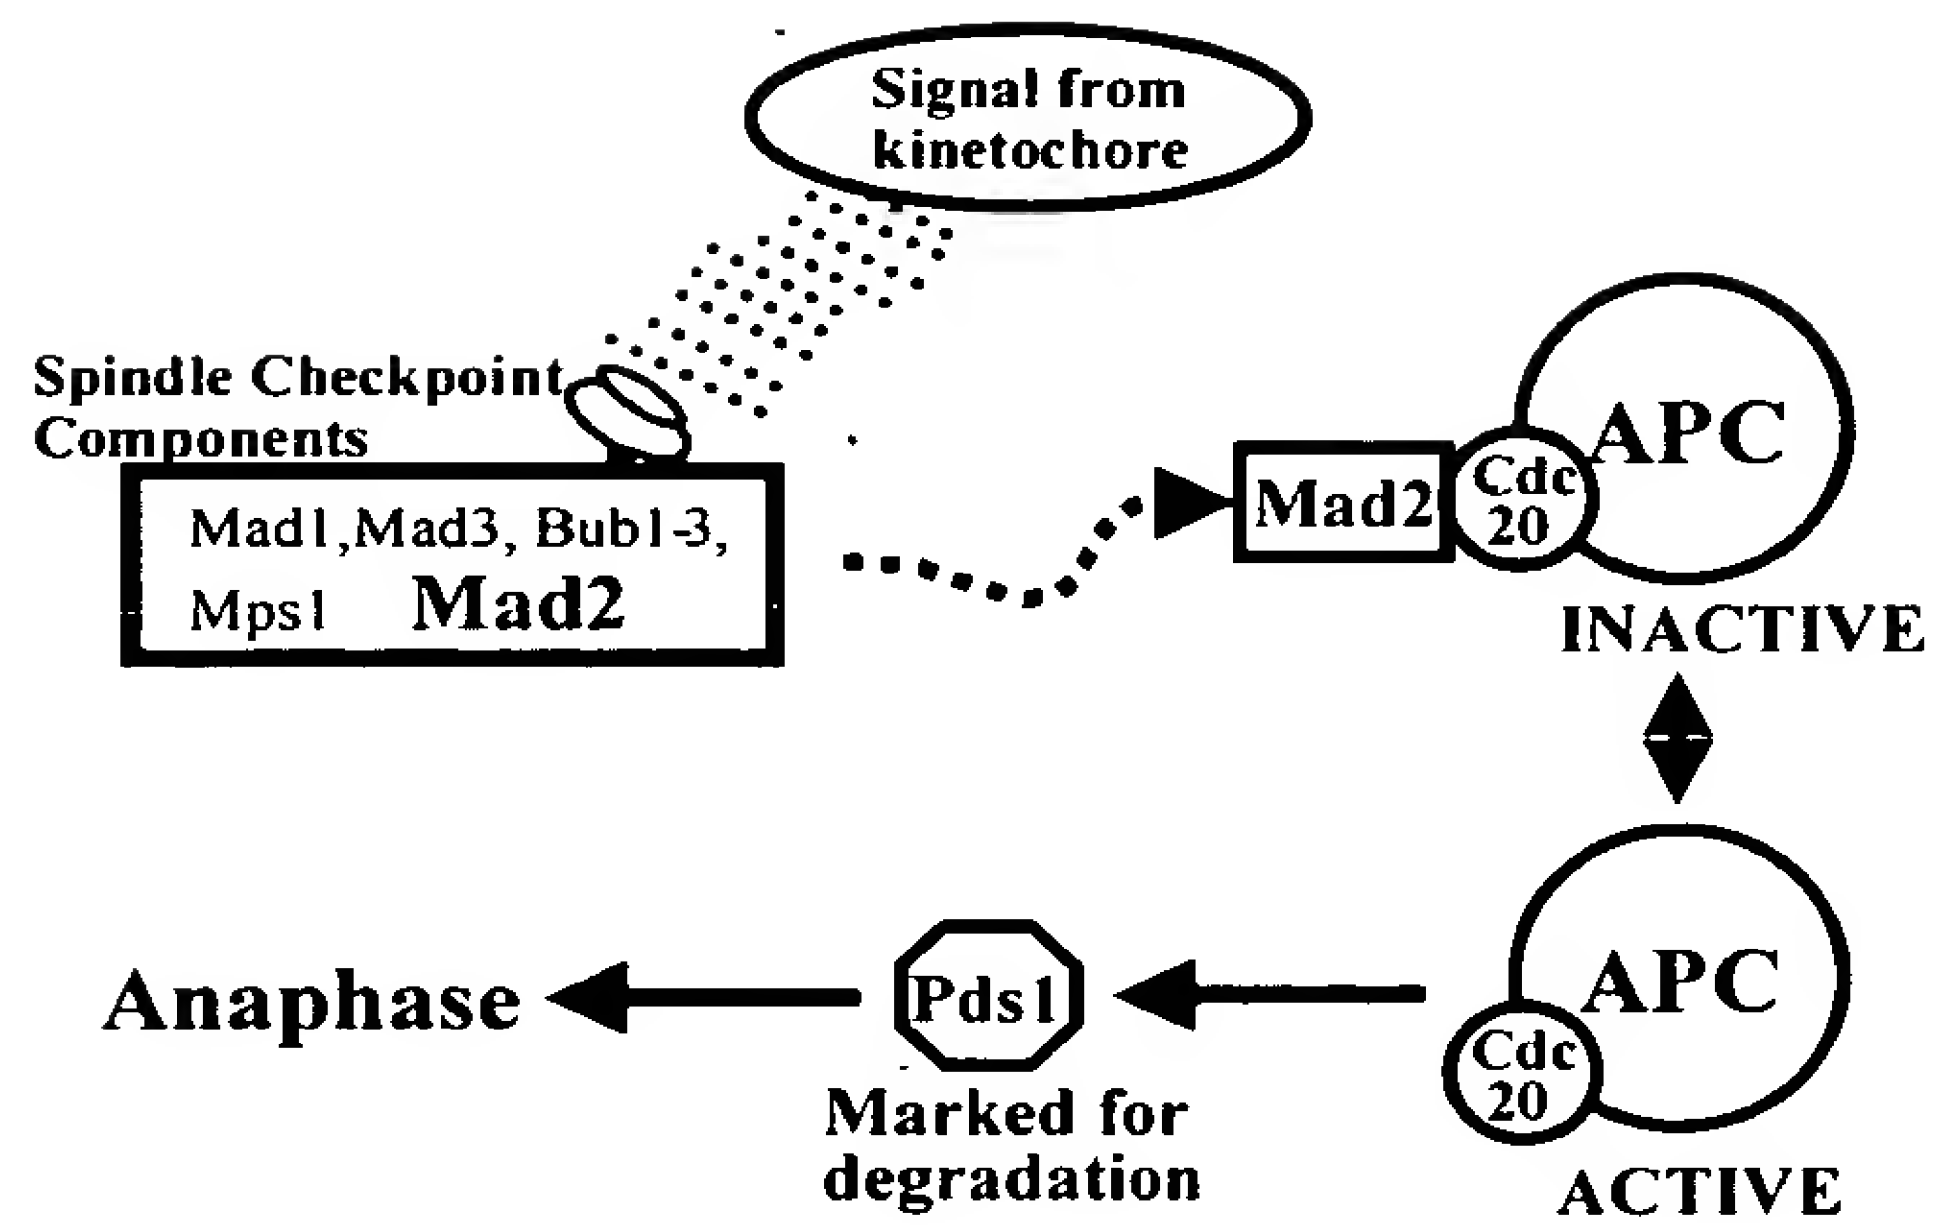 Signal from
kinetochore
Spindle Checkpoint
Components
Mad1,Mad3, Bub1-3,
Mps1 Mad2
Mad2
Cdc
20
APC
INACTIVE
Anaphase
Pds1
Marked for
degradation
APC
Cdc
20
ACTIVE